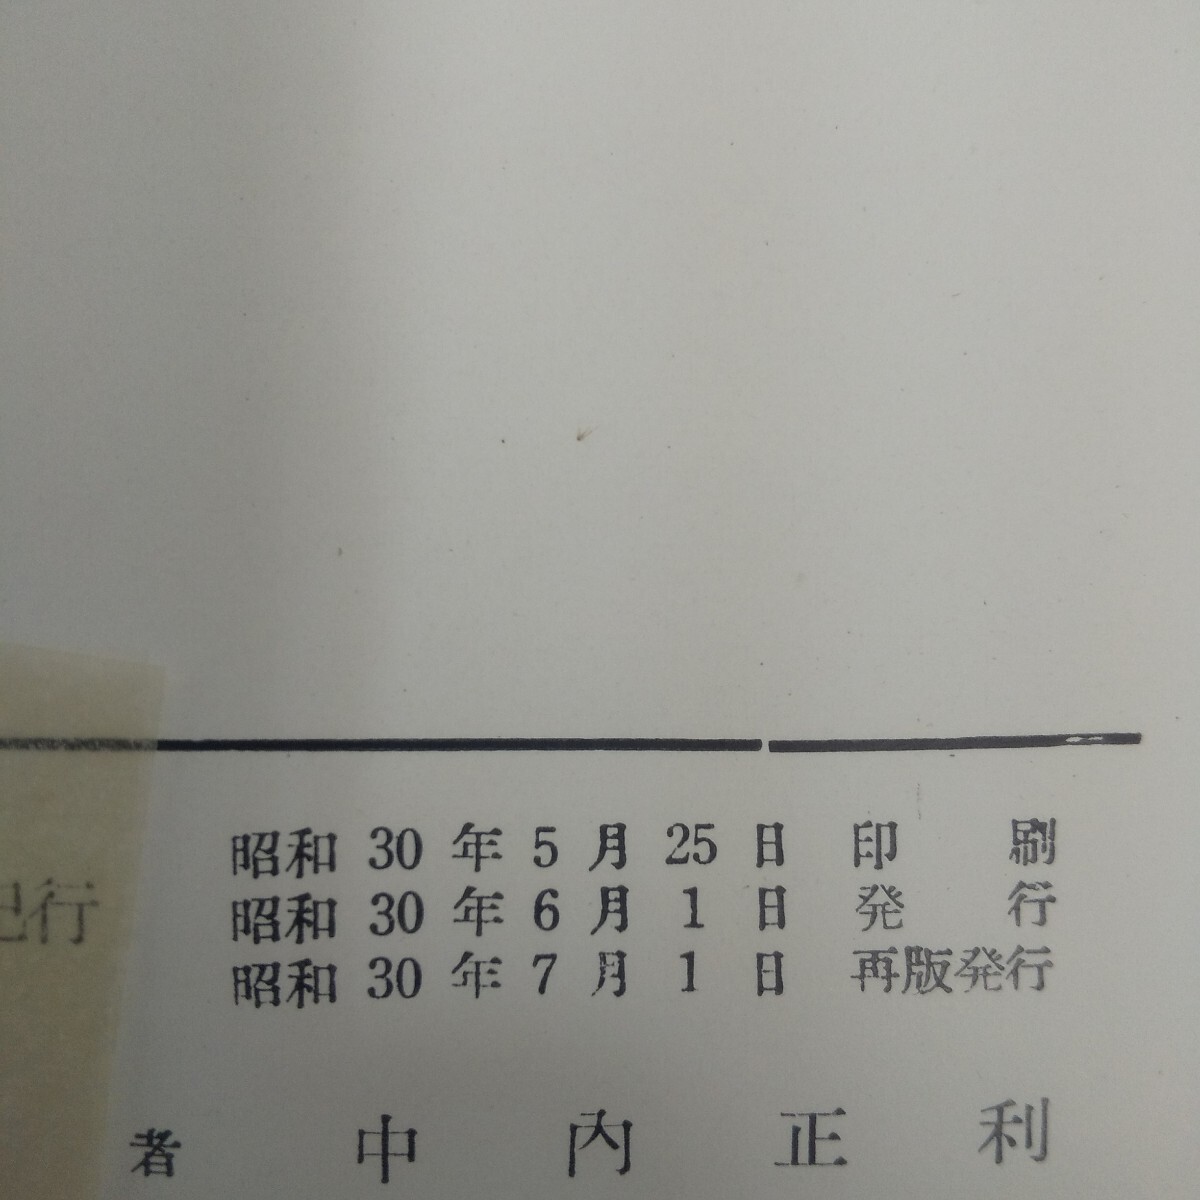 昭和 30 年 5 月 25 日 印 刷
昭和 30 年 6 月 1 日 発 行
紀行
昭和 30 年 7 月 1 日 再版発行
者 中 内 正 利